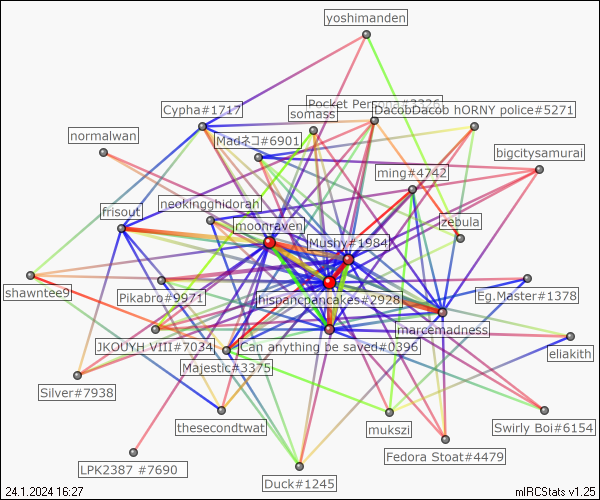 yoshimanden
Cypha#1717
Pocket Persona#3326
DacobDacob hORNY police#5271
somass
normalwan
Madネコ#6901
bigcitysamurai
ming#4742
neokingghidorah
frisout
moonraven
zebula
Mushy#1984
shawntee9
Pikabro#9971
hispancpancakes#2928
Eg.Master#1378
marcemadness
JKOUYH VIII#7034
Can anything be saved#0396
eliakith
Majestic#3375
Silver#7938
thesecondtwat
mukszi
Swirly Boi#6154
Fedora Stoat#4479
LPK2387 #7690
Duck#1245
24.1.2024 16:27
mIRCStats v1.25